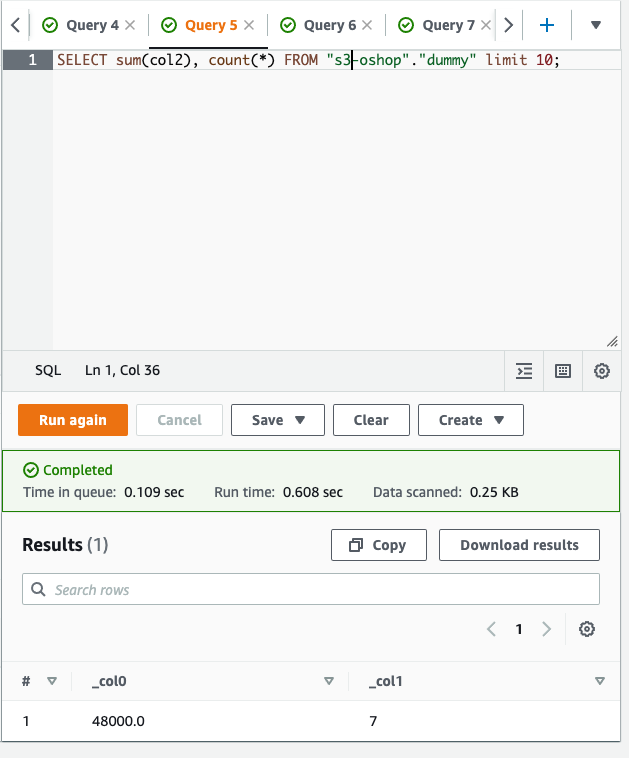 Query 4 Query 5 Query 6 Query 7
1 SELECT sum(col2), count(*) FROM "s3-oshop"."dummy" limit 10;
SQL Ln 1, Col 36
Run again Cancel Save Clear Create
Completed
Time in queue: 0.109 sec Run time: 0.608 sec Data scanned: 0.25 KB
Results (1) Copy Download results
Search rows
1
# _col0 _col1
1 48000.0 7